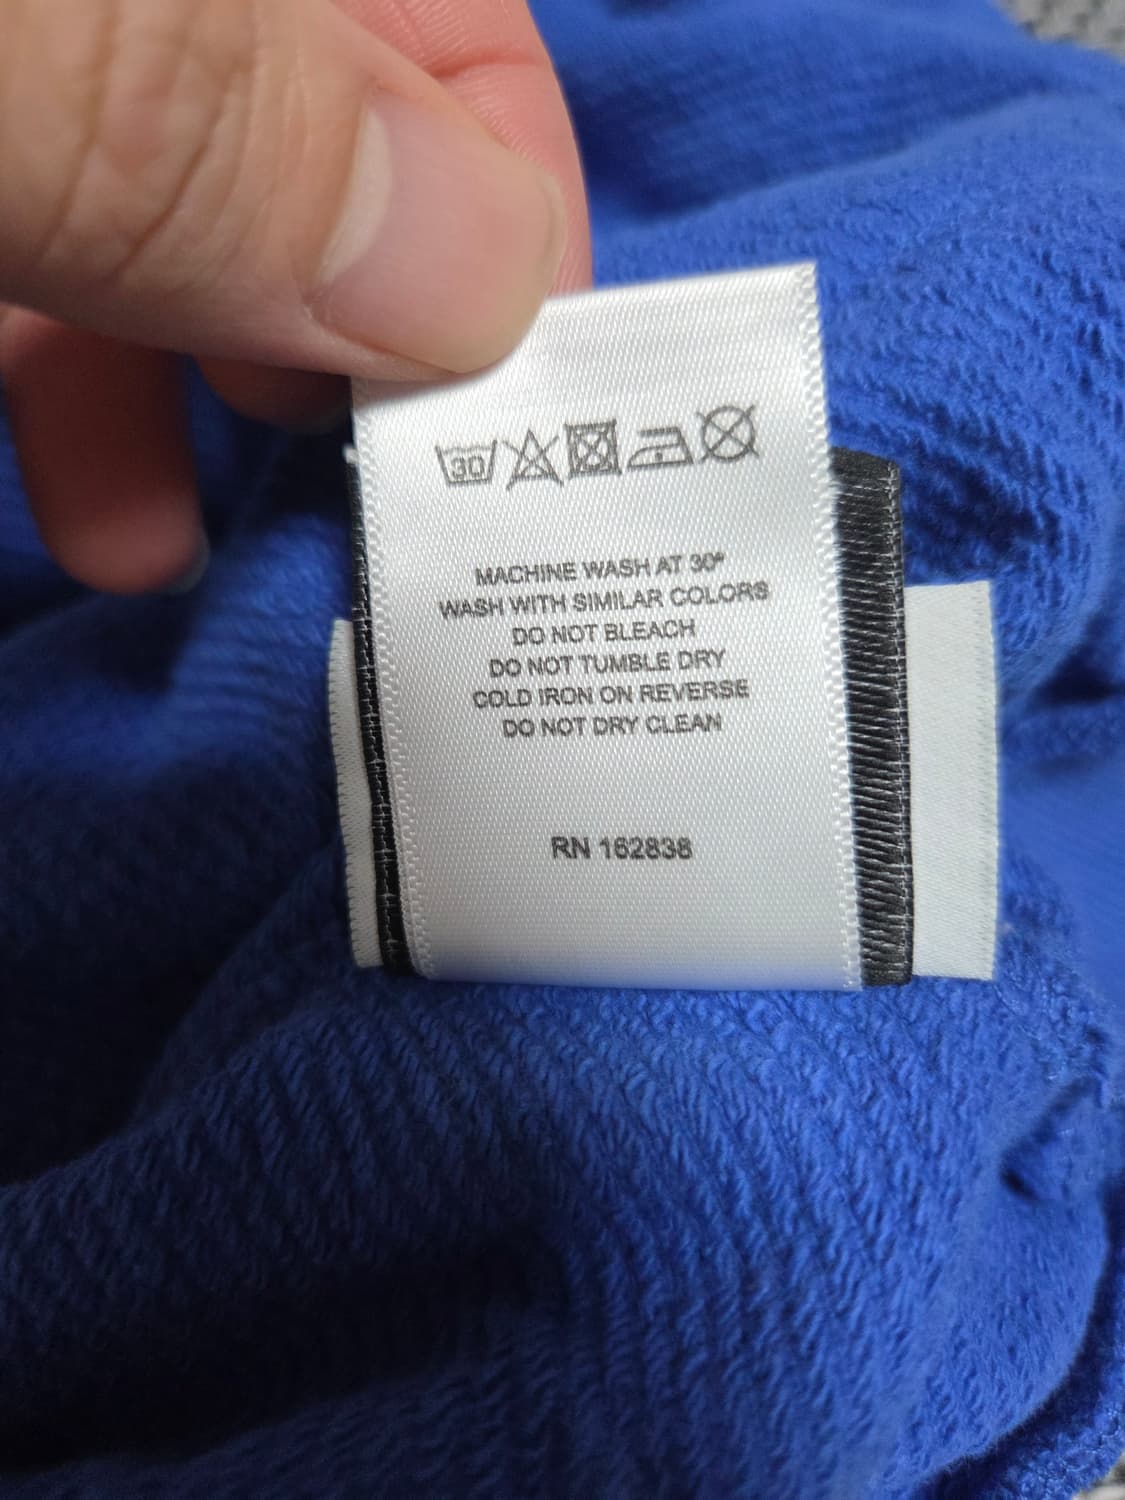 30
MACHINE WASH AT 30°
WASH WITH SIMILAR COLORS
DO NOT BLEACH
DO NOT TUMBLE DRY
COLD IRON ON REVERSE
DO NOT DRY CLEAN
RN 162838